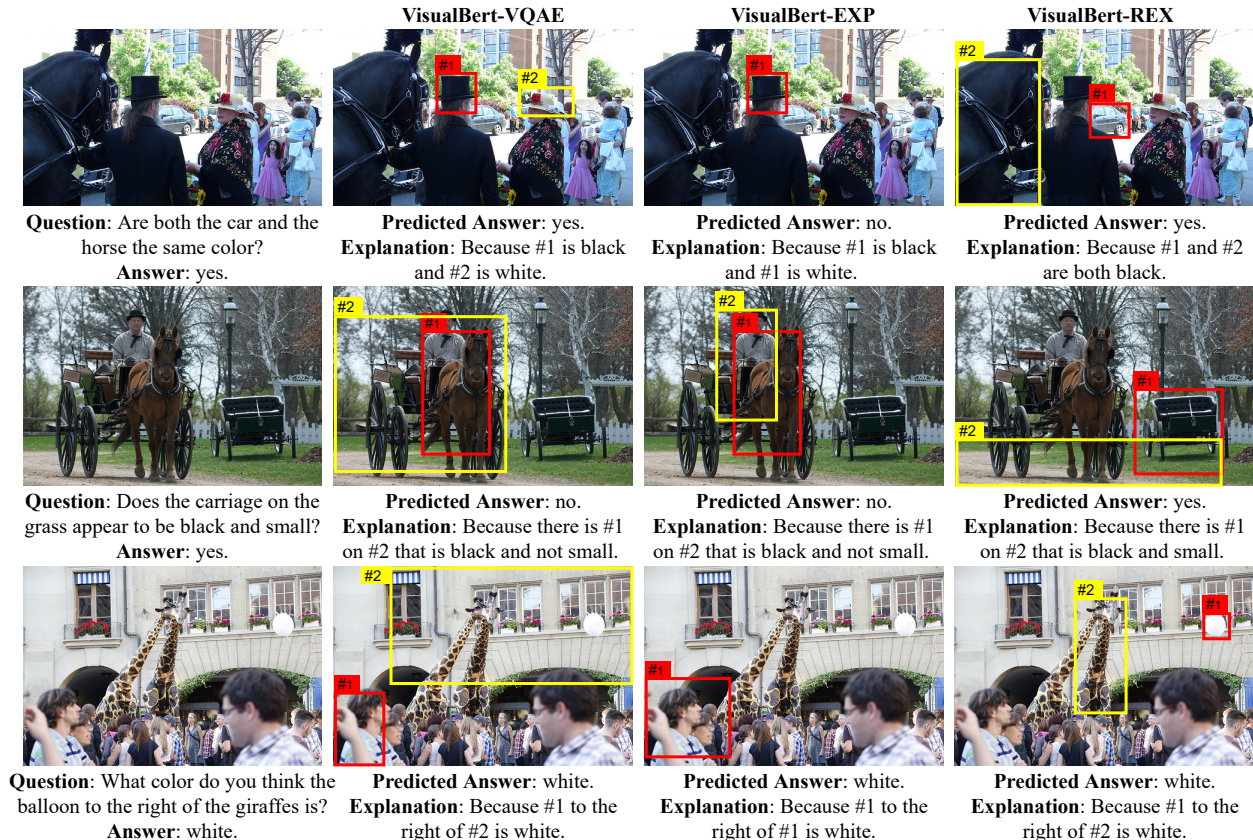 VisualBert-VQAE
VisualBert-EXP
VisualBert-REX
#1
#2
#1
#2
#1
Question: Are both the car and the
horse the same color?
Answer: yes.
Predicted Answer: yes.
Explanation: Because #1 is black
and #2 is white.
Predicted Answer: no.
Explanation: Because #1 is black
and #1 is white.
Predicted Answer: yes.
Explanation: Because #1 and #2
are both black.
#2
#1
#2
#1
#1
#2
Question: Does the carriage on the
grass appear to be black and small?
Answer: yes.
Predicted Answer: no.
Explanation: Because there is #1
on #2 that is black and not small.
Predicted Answer: no.
Explanation: Because there is #1
on #2 that is black and not small.
Predicted Answer: yes.
Explanation: Because there is #1
on #2 that is black and small.
#2
#1
#1
#2
#1
Question: What color do you think the
balloon to the right of the giraffes is?
Answer: white.
Predicted Answer: white.
Explanation: Because #1 to the
right of #2 is white.
Predicted Answer: white.
Explanation: Because #1 to the
right of #1 is white.
Predicted Answer: white.
Explanation: Because #1 to the
right of #2 is white.